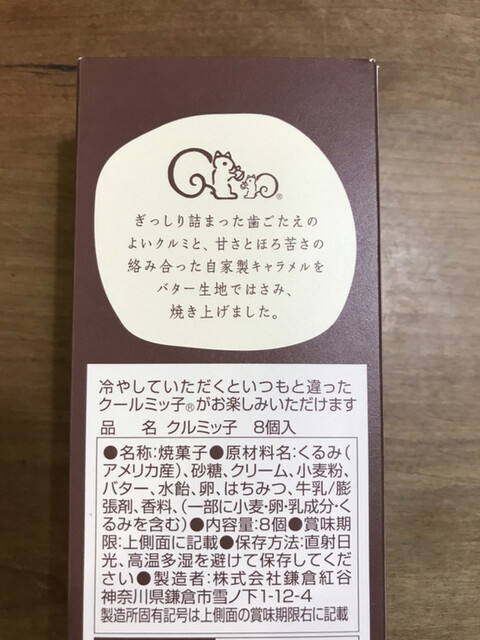 ®
ぎっしり詰まった歯ごたえの
よいクルミと、甘さとほろ苦さの
絡み合った自家製キャラメルを
バター生地ではさみ、
焼き上げました。
冷やしていただくといつもと違った
クールミッ子®がお楽しみいただけます
品　名 クルミッ子　8個入
●名称:焼菓子●原材料名:くるみ
(アメリカ産)、砂糖、クリーム、小麦粉、
バター、水飴、卵、はちみつ、牛乳/膨
張剤、香料、(一部に小麦・卵・乳成分・く
るみを含む)●内容量:8個●賞味期
限:上側面に記載●保存方法:直射日
光、高温多湿を避けて保存してくだ
さい●製造者:株式会社鎌倉紅谷
神奈川県鎌倉市雪ノ下1-12-4
製造所固有記号は上側面の賞味期限右に記載